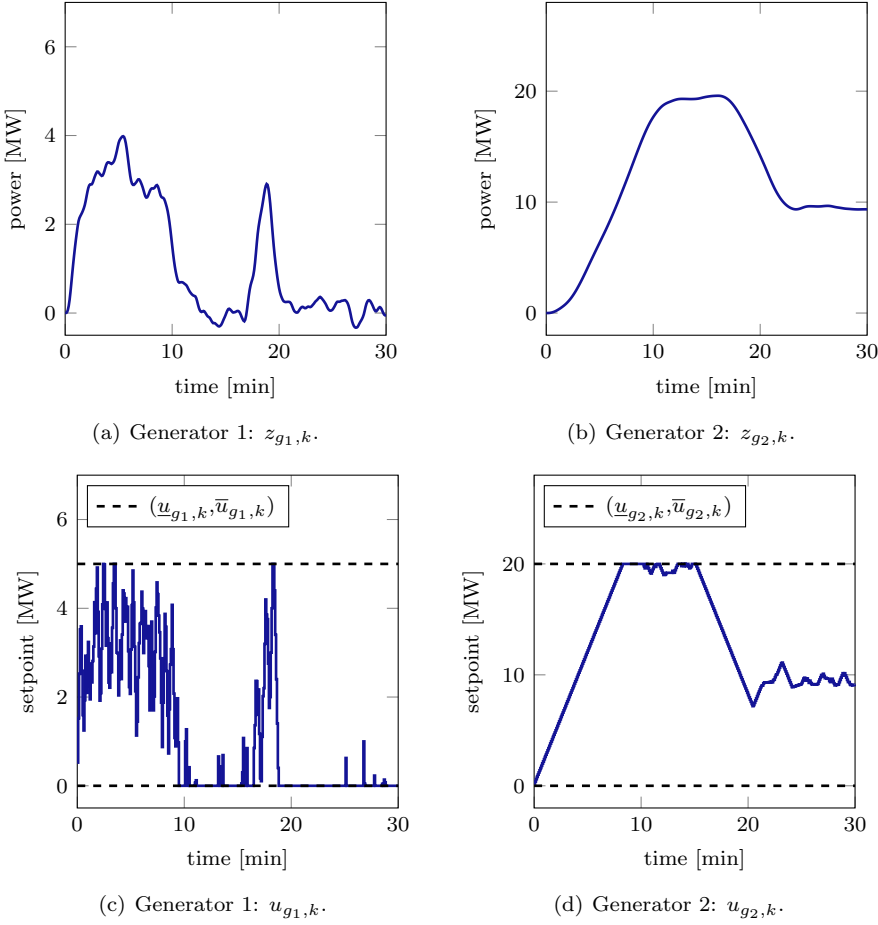 6
4
2
0
power [MW]
0 10 20 30
time [min]
(a) Generator 1: z_{g_1,k}.
20
10
0
power [MW]
0 10 20 30
time [min]
(b) Generator 2: z_{g_2,k}.
6
4
2
0
setpoint [MW]
(u̲_{g_1,k},u̅_{g_1,k})
0 10 20 30
time [min]
(c) Generator 1: u_{g_1,k}.
20
10
0
setpoint [MW]
(u̲_{g_2,k},u̅_{g_2,k})
0 10 20 30
time [min]
(d) Generator 2: u_{g_2,k}.